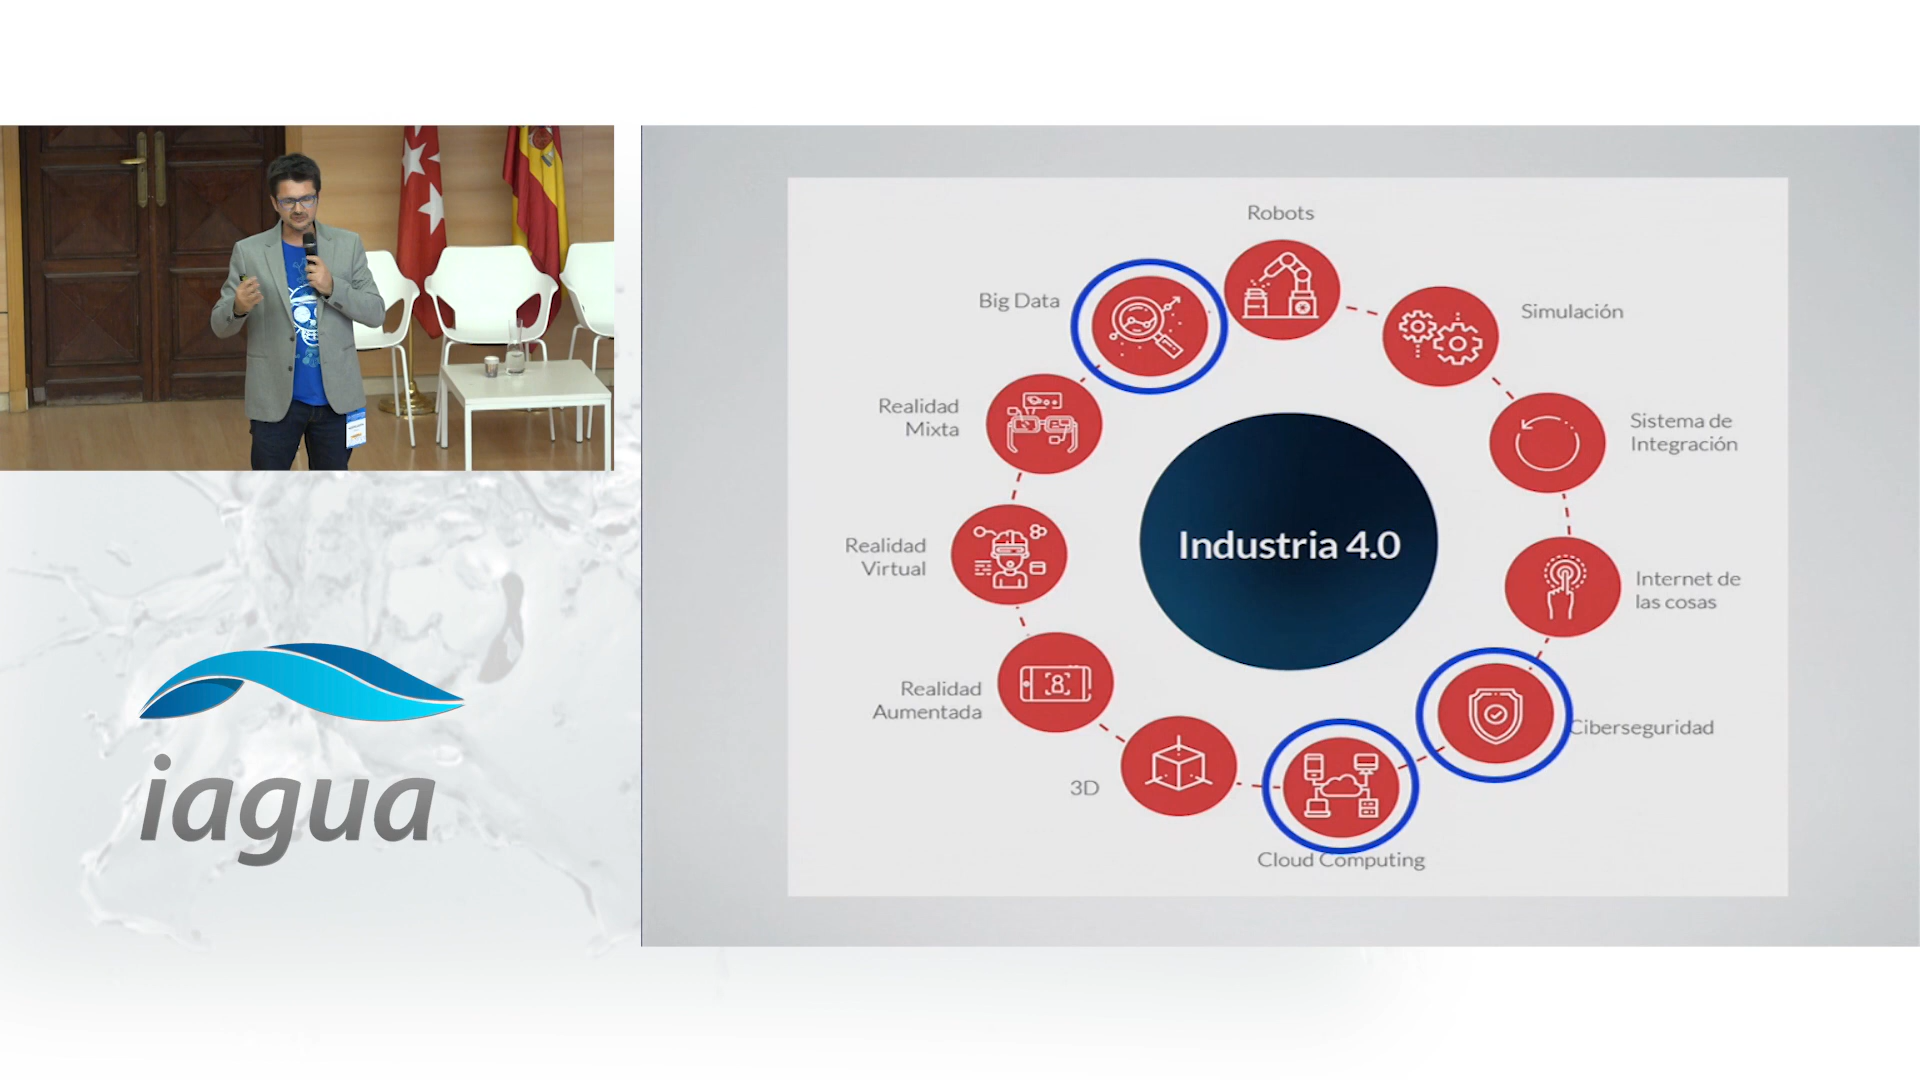 iagua
Robots
Big Data
Simulación
Realidad
Mixta
Sistema de
Integración
Industria 4.0
Realidad
Virtual
Internet de
las cosas
Realidad
Aumentada
Ciberseguridad
3D
Cloud Computing